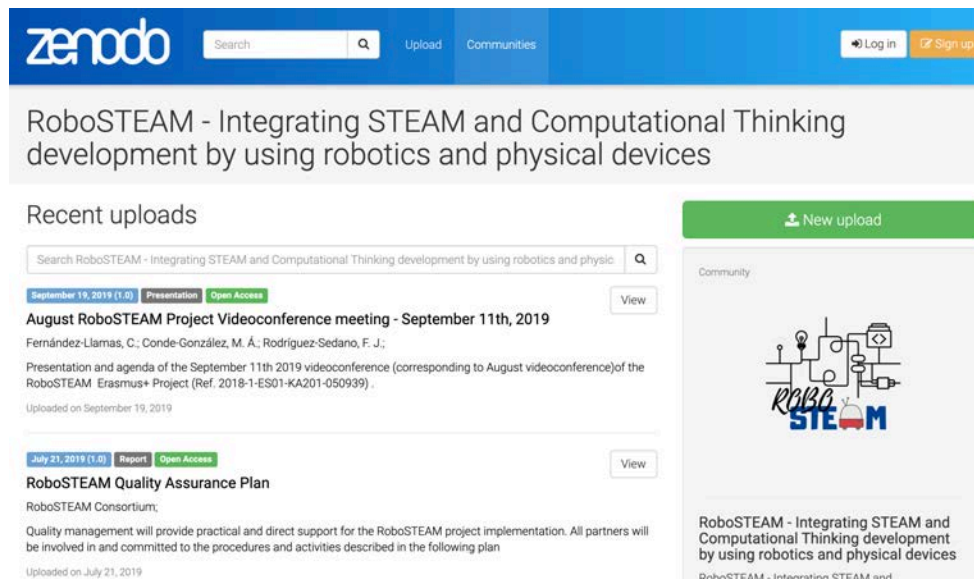 zenodo
Search
Upload
Communities
Log in
Sign up
RoboSTEAM - Integrating STEAM and Computational Thinking
development by using robotics and physical devices
Recent uploads
New upload
Search RoboSTEAM - Integrating STEAM and Computational Thinking development by using robotics and physic
September 19, 2019 (1.0) Presentation Open Access
View
August RoboSTEAM Project Videoconference meeting - September 11th, 2019
Fernández-Llamas, C.; Conde-González, M. Á.; Rodríguez-Sedano, F. J.;
Presentation and agenda of the September 11th 2019 videoconference (corresponding to August videoconference)of the
RoboSTEAM Erasmus+ Project (Ref. 2018-1-ES01-KA201-050939) .
Uploaded on September 19, 2019
July 21, 2019 (1.0) Report Open Access
View
RoboSTEAM Quality Assurance Plan
RoboSTEAM Consortium;
Quality management will provide practical and direct support for the RoboSTEAM project implementation. All partners will
be involved in and committed to the procedures and activities described in the following plan
Uploaded on July 21, 2019
Community
ROBO
STEAM
RoboSTEAM - Integrating STEAM and
Computational Thinking development
by using robotics and physical devices
RoboSTEAM - Integrating STEAM and